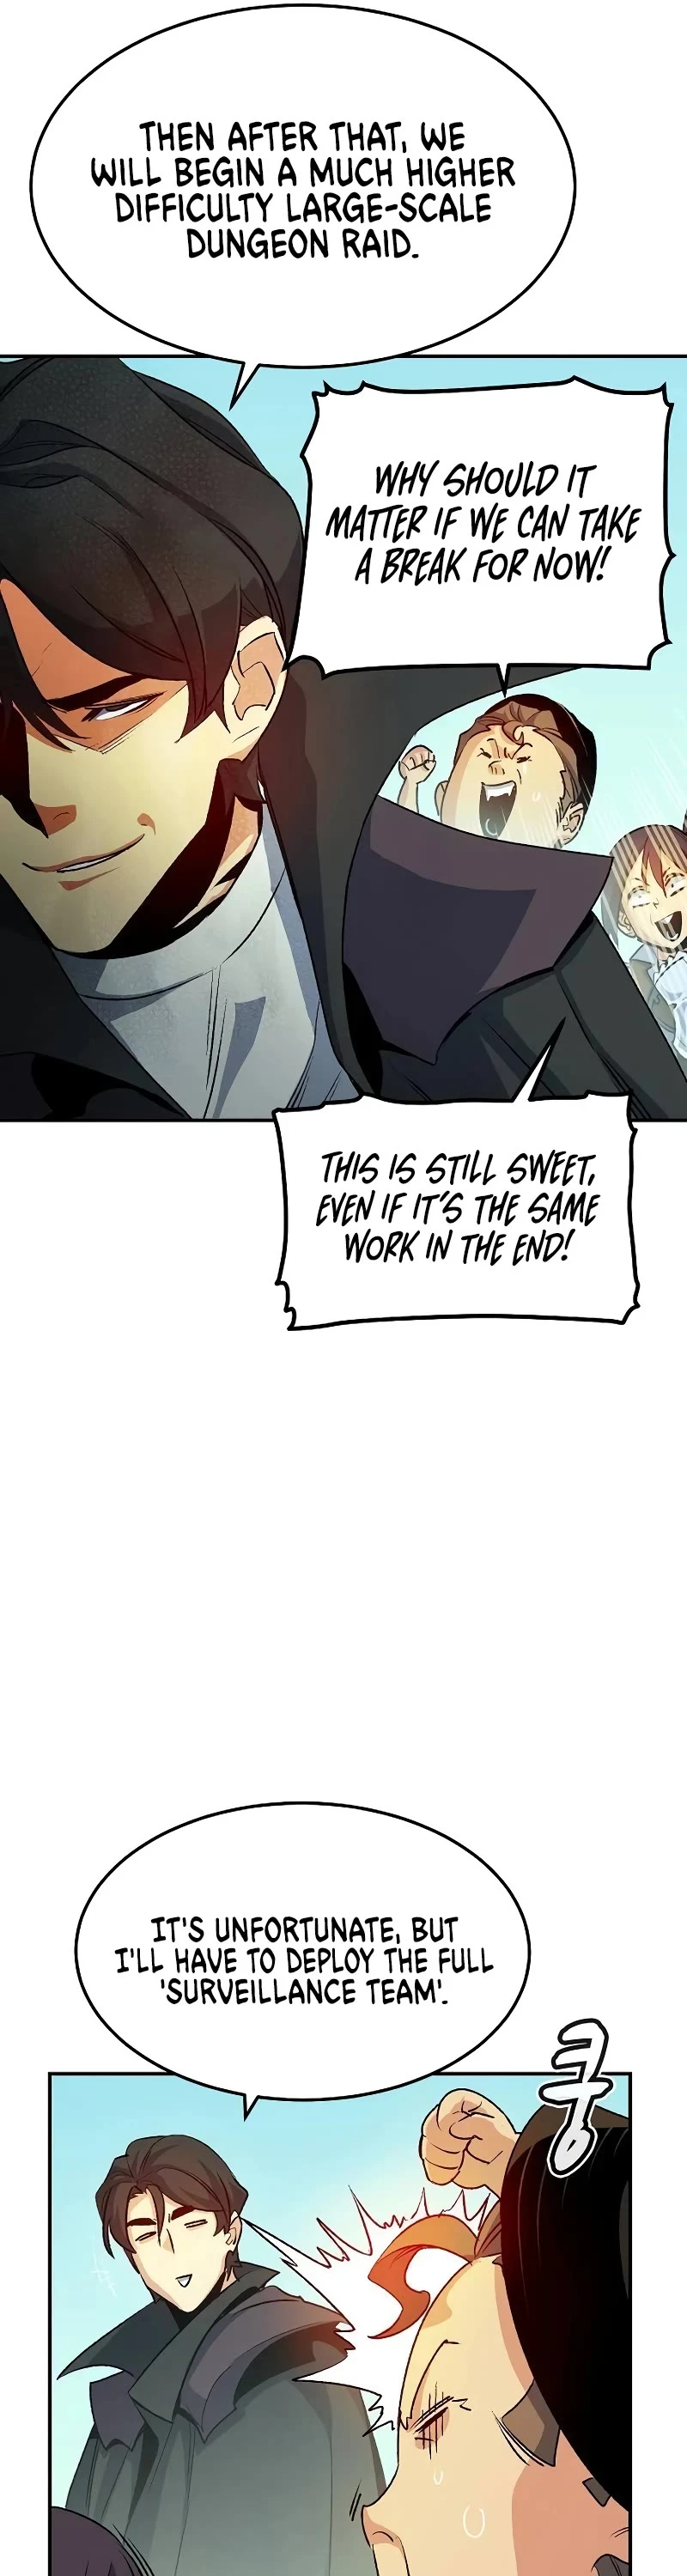 THEN AFTER THAT, WE
WILL BEGIN A MUCH HIGHER
DIFFICULTY LARGE-SCALE
DUNGEON RAID.
WHY SHOULD IT
MATTER IF WE CAN TAKE
A BREAK FOR NOW!
THIS IS STILL SWEET,
EVEN IF IT'S THE SAME
WORK IN THE END!
IT'S UNFORTUNATE, BUT
I'LL HAVE TO DEPLOY THE FULL
'SURVEILLANCE TEAM'.
쿵